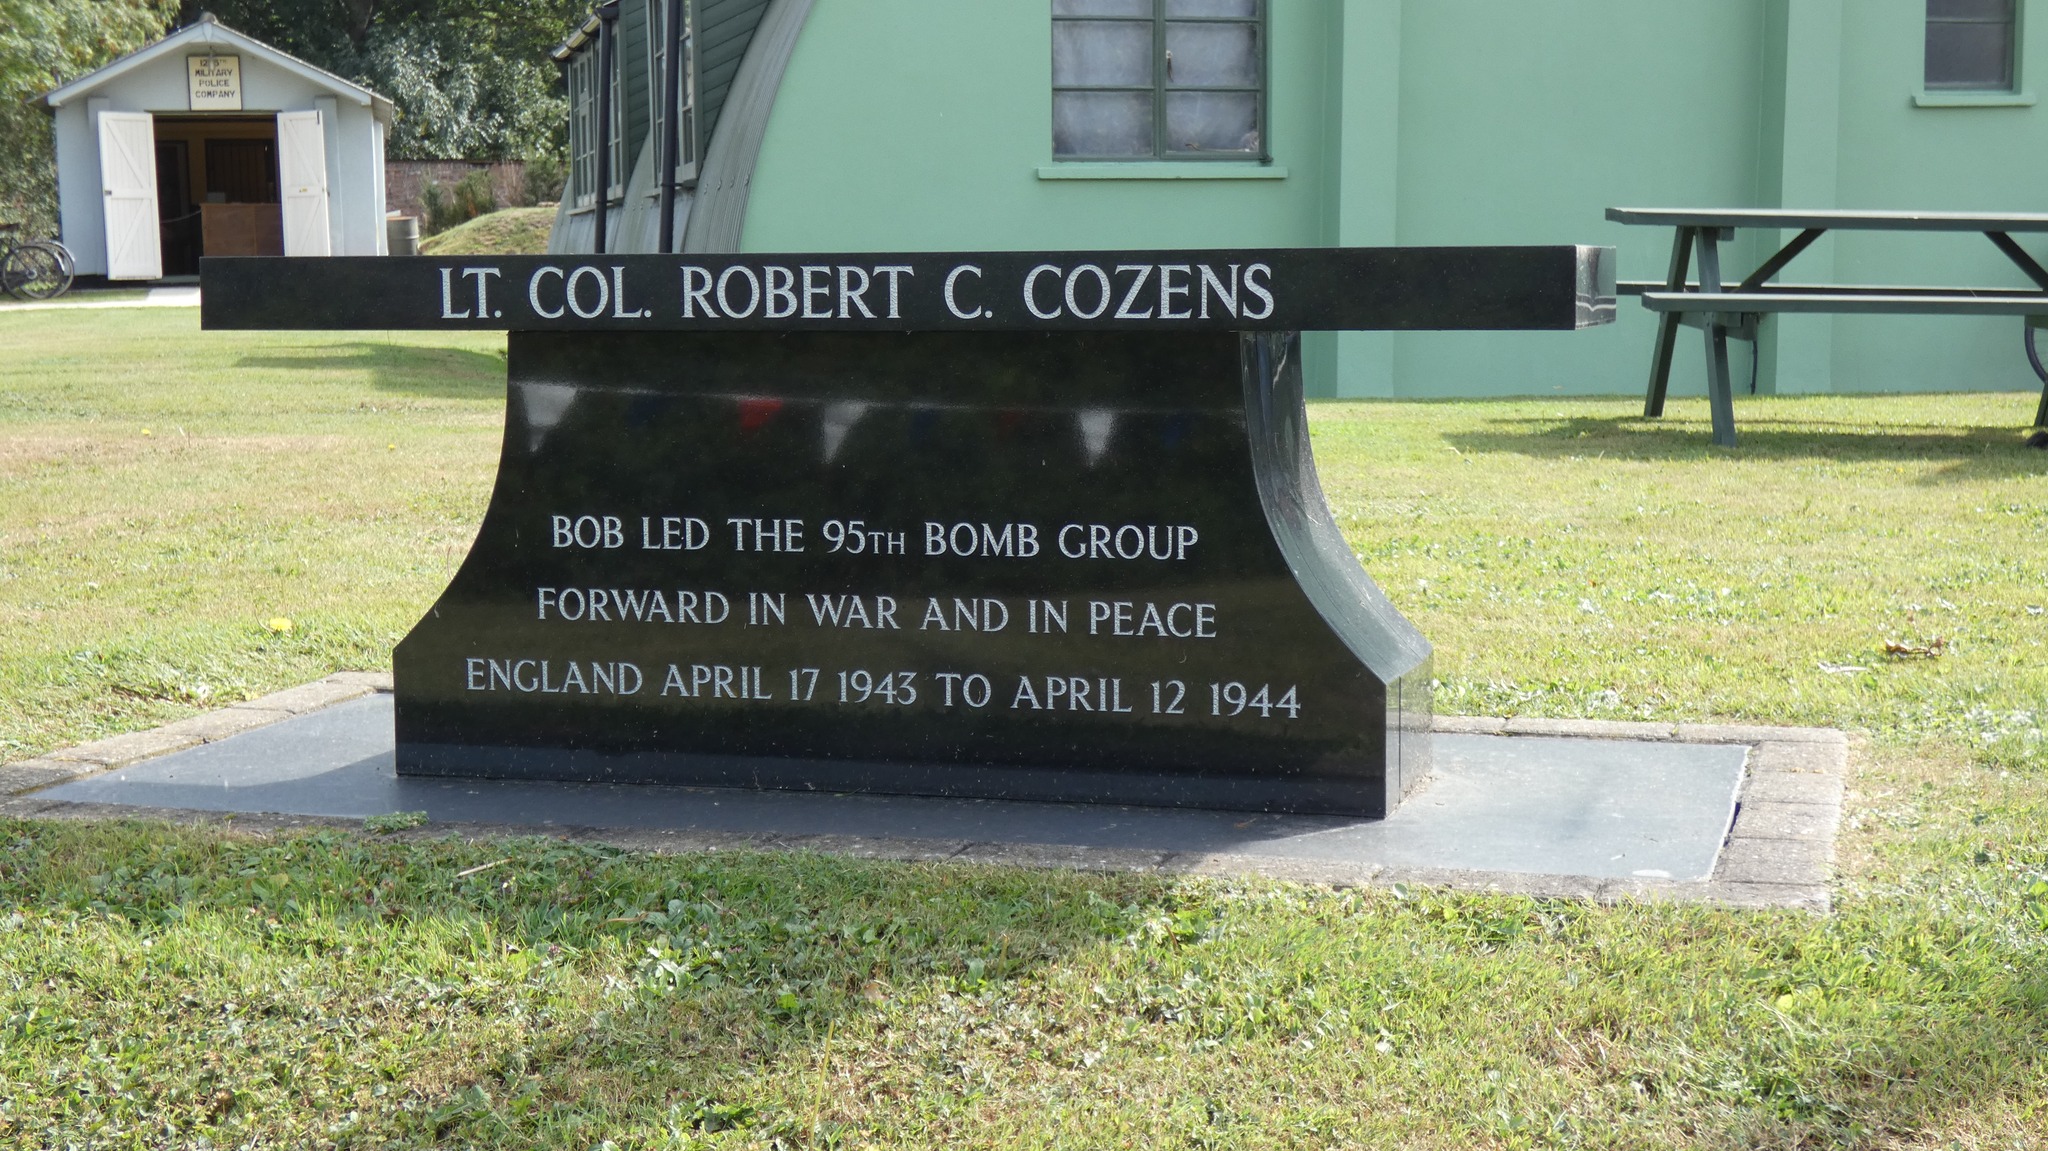 MILITARY
POLICE
COMPANY
LT. COL. ROBERT C. COZENS
BOB LED THE 95TH BOMB GROUP
FORWARD IN WAR AND IN PEACE
ENGLAND APRIL 17 1943 TO APRIL 12 1944